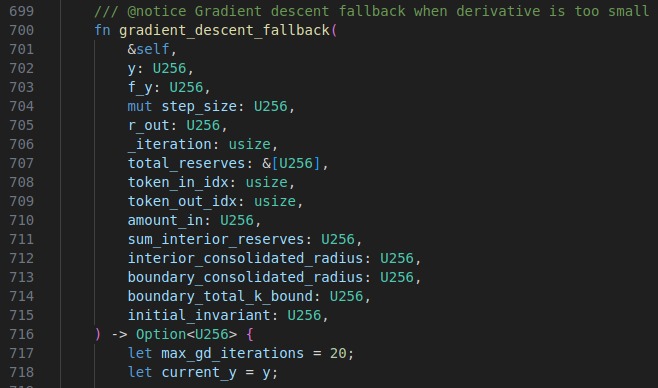 699 /// @notice Gradient descent fallback when derivative is too small
700 fn gradient_descent_fallback(
701 &self,
702 y: U256,
703 f_y: U256,
704 mut step_size: U256,
705 r_out: U256,
706 _iteration: usize,
707 total_reserves: &[U256],
708 token_in_idx: usize,
709 token_out_idx: usize,
710 amount_in: U256,
711 sum_interior_reserves: U256,
712 interior_consolidated_radius: U256,
713 boundary_consolidated_radius: U256,
714 boundary_total_k_bound: U256,
715 initial_invariant: U256,
716 ) -> Option<U256> {
717 let max_gd_iterations = 20;
718 let current_y = y;